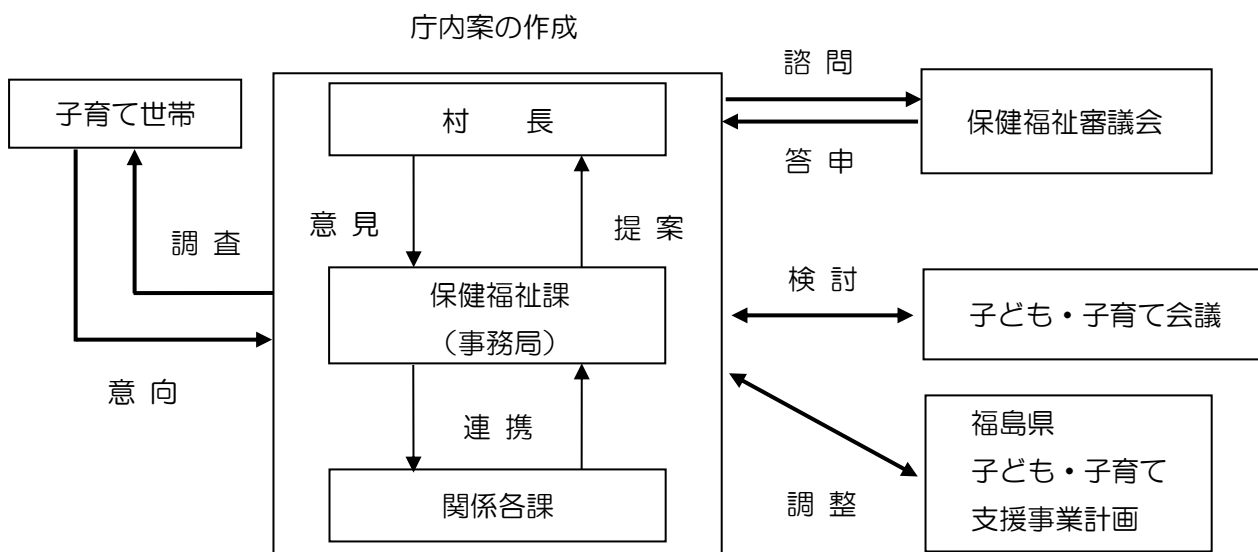 庁内案の作成
子育て世帯
村　長
諮 問
保健福祉審議会
答 申
意 見
提 案
調 査
保健福祉課
（事務局）
検 討
子ども・子育て会議
意 向
連 携
関係各課
調 整
福島県
子ども・子育て
支援事業計画